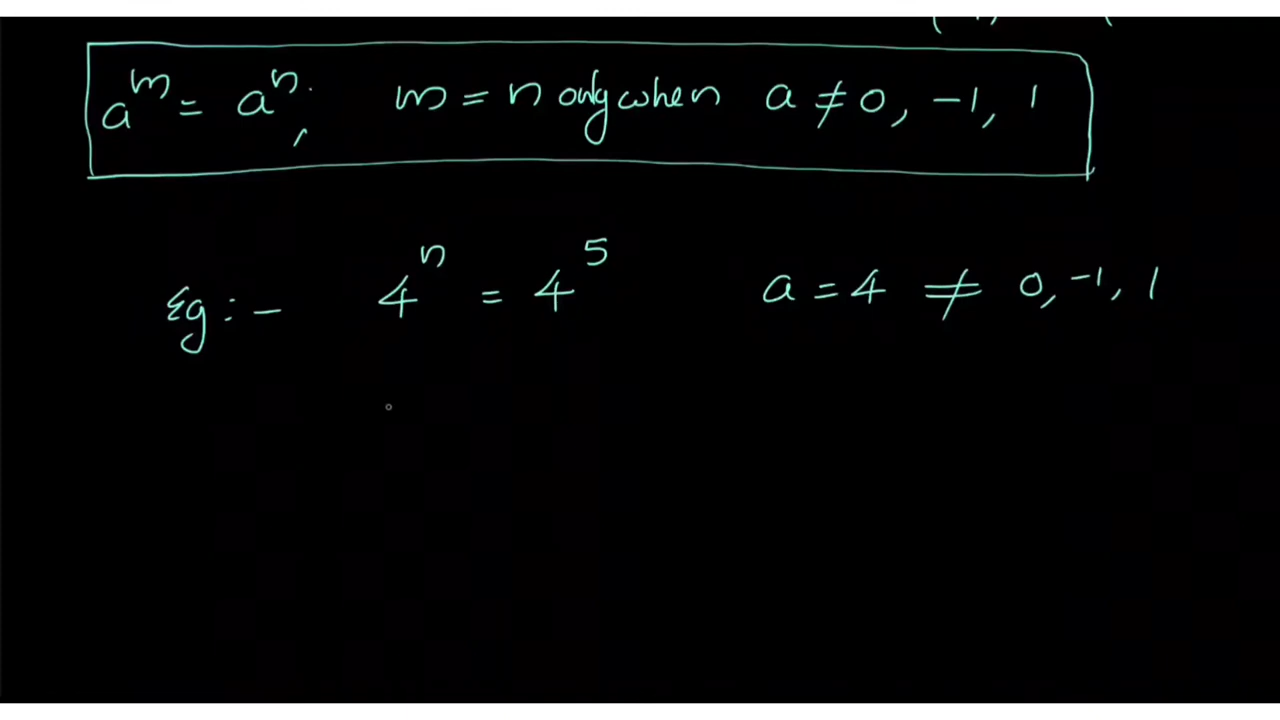 a^m = a^n, m = n only when a ≠ 0, -1, 1
Eg :- 4^n = 4^5 a = 4 ≠ 0, -1, 1